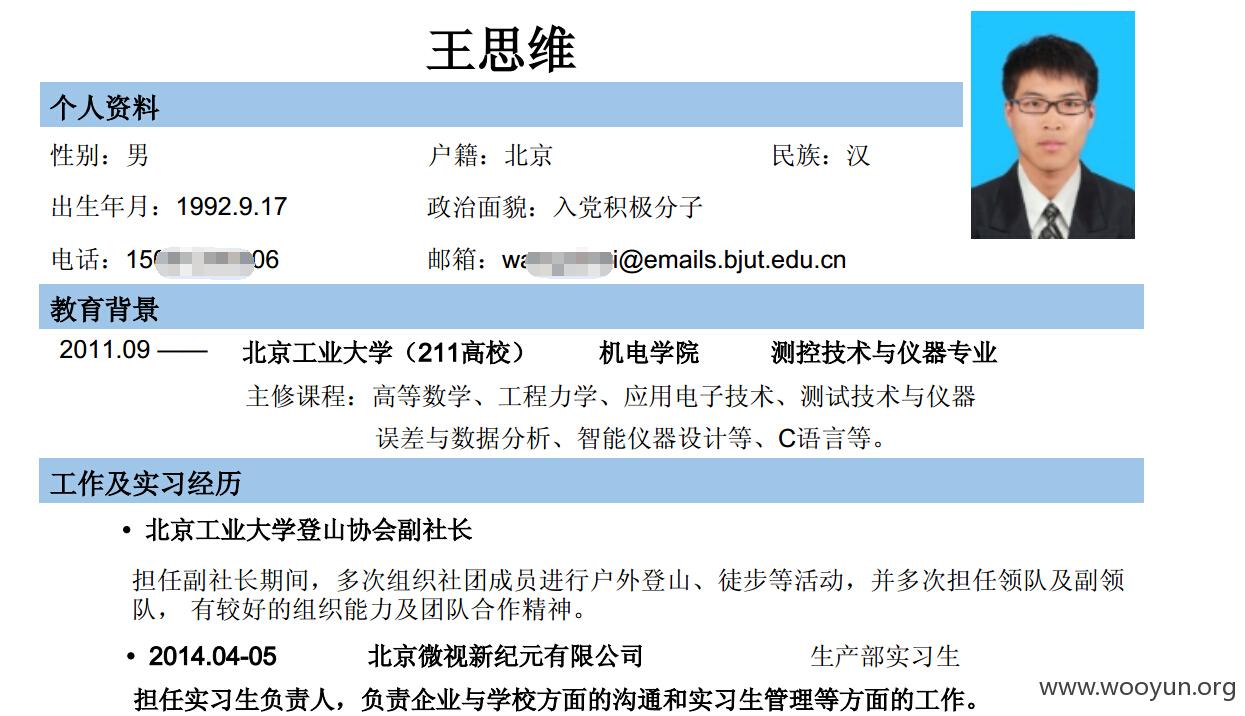 王思维
个人资料
性别：男 户籍：北京 民族：汉
出生年月：1992.9.17 政治面貌：入党积极分子
电话：150 06 邮箱：wa i@emails.bjut.edu.cn
教育背景
2011.09 —— 北京工业大学（211高校） 机电学院 测控技术与仪器专业
主修课程：高等数学、工程力学、应用电子技术、测试技术与仪器
误差与数据分析、智能仪器设计等、C语言等。
工作及实习经历
• 北京工业大学登山协会副社长
担任副社长期间，多次组织社团成员进行户外登山、徒步等活动，并多次担任领队及副领
队， 有较好的组织能力及团队合作精神。
• 2014.04-05 北京微视新纪元有限公司 生产部实习生
担任实习生负责人，负责企业与学校方面的沟通和实习生管理等方面的工作。
www.wooyun.org